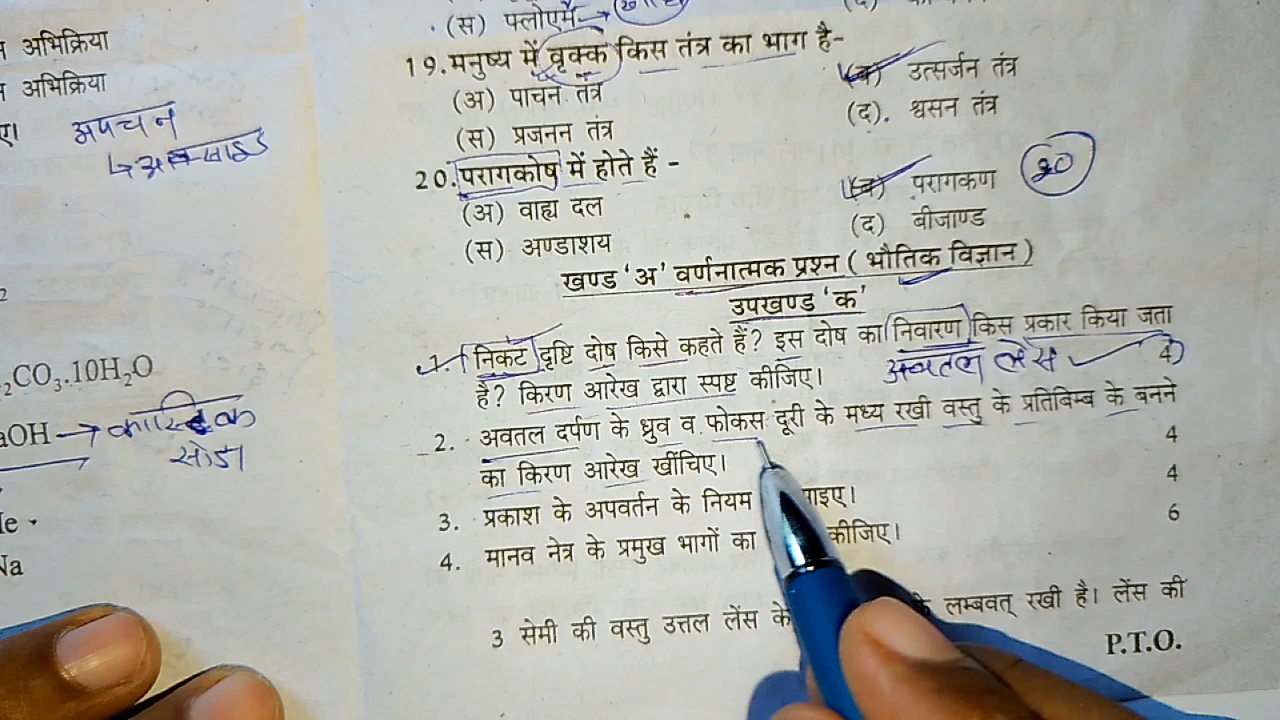 (स) फ्लोएम
अभिक्रिया
19. मनुष्य में वृक्क किस तंत्र का भाग है-
अभिक्रिया
(अ) पाचन तंत्र (ब) उत्सर्जन तंत्र
(स) प्रजनन तंत्र (द). श्वसन तंत्र
अपचन
20. परागकोष में होते हैं -
(अ) वाह्य दल (ब) परागकण
(स) अण्डाशय (द) बीजाण्ड
खण्ड 'अ' वर्णनात्मक प्रश्न ( भौतिक विज्ञान )
उपखण्ड 'क'
1. निकट दृष्टि दोष किसे कहते हैं? इस दोष का निवारण किस प्रकार किया जता
है? किरण आरेख द्वारा स्पष्ट कीजिए। अवतल लेंस 4
2. अवतल दर्पण के ध्रुव व फोकस दूरी के मध्य रखी वस्तु के प्रतिबिम्ब के बनने
का किरण आरेख खींचिए। 4
3. प्रकाश के अपवर्तन के नियम 4
4. मानव नेत्र के प्रमुख भागों का कीजिए। 6
3 सेमी की वस्तु उत्तल लेंस के लम्बवत् रखी है। लेंस की
P.T.O.
₂CO₃.10H₂O
aOH → कास्टिक
सोडा
Na